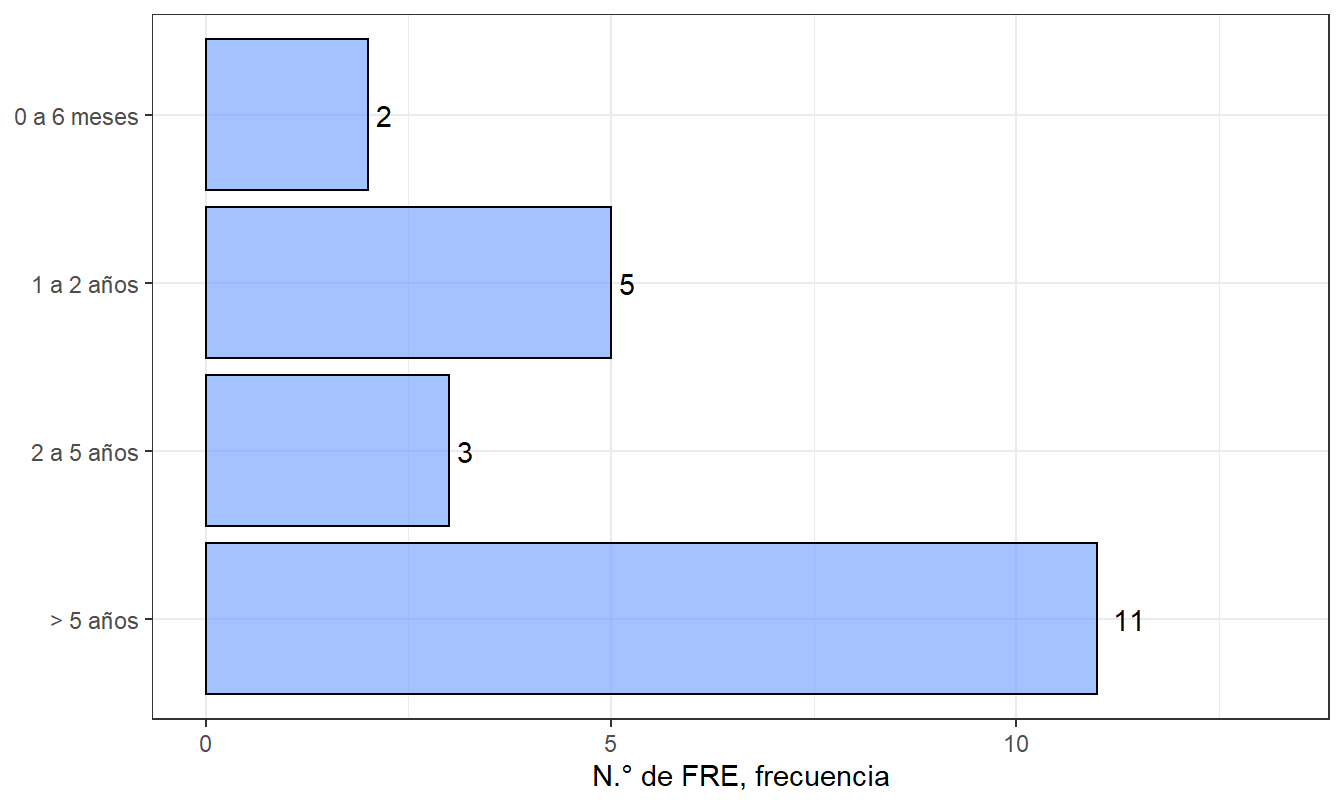 0 a 6 meses
2
1 a 2 años
5
2 a 5 años
3
> 5 años
11
0 5 10
N.° de FRE, frecuencia